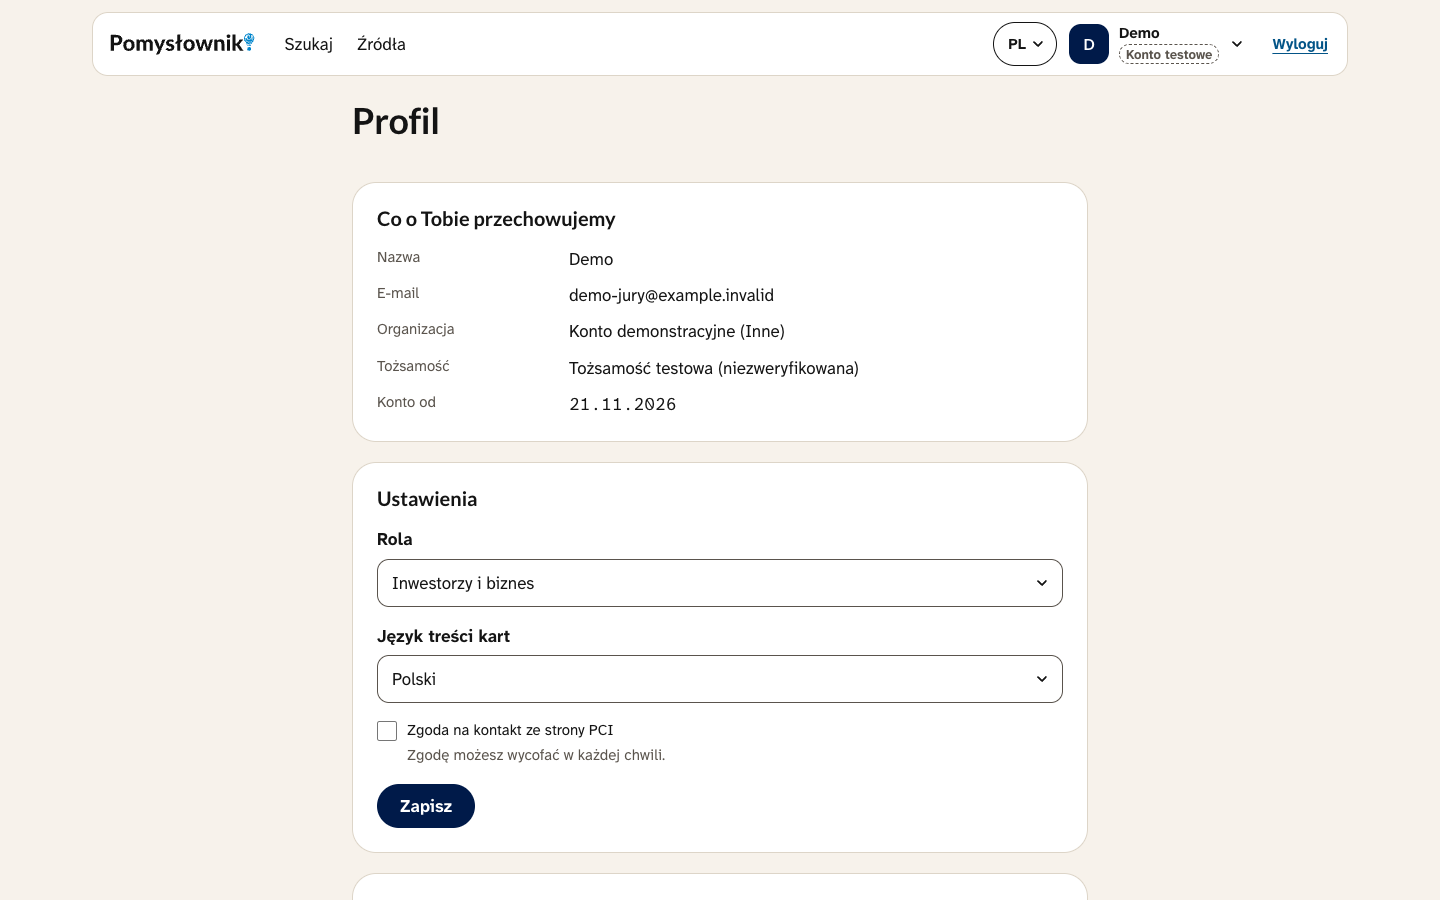 Pomysłownik
Szukaj
Źródła
PL
D
Demo
Konto testowe
Wyloguj
Profil
Co o Tobie przechowujemy
Nazwa
Demo
E-mail
demo-jury@example.invalid
Organizacja
Konto demonstracyjne (Inne)
Tożsamość
Tożsamość testowa (niezweryfikowana)
Konto od
21.11.2026
Ustawienia
Rola
Inwestorzy i biznes
Język treści kart
Polski
Zgoda na kontakt ze strony PCI
Zgodę możesz wycofać w każdej chwili.
Zapisz